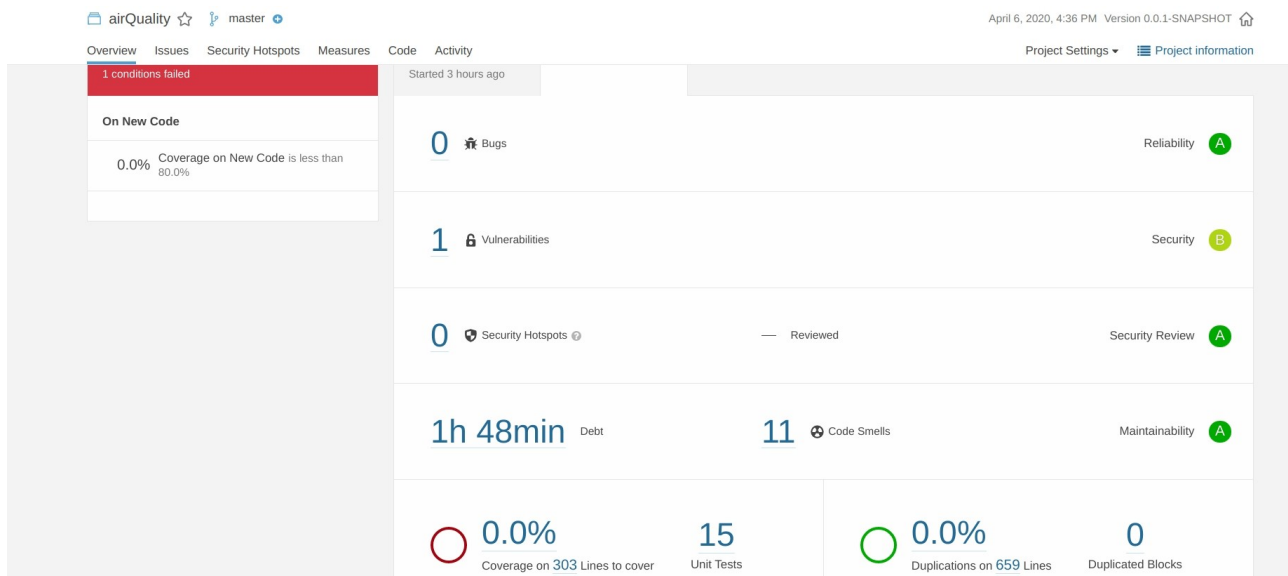 airQuality master
April 6, 2020, 4:36 PM Version 0.0.1-SNAPSHOT
Overview Issues Security Hotspots Measures Code Activity
Project Settings Project information
1 conditions failed
On New Code
0.0% Coverage on New Code is less than
80.0%
Started 3 hours ago
0 Bugs
Reliability A
1 Vulnerabilities
Security B
0 Security Hotspots ?
— Reviewed
Security Review A
1h 48min Debt
11 Code Smells
Maintainability A
0.0%
Coverage on 303 Lines to cover
15
Unit Tests
0.0%
Duplications on 659 Lines
0
Duplicated Blocks